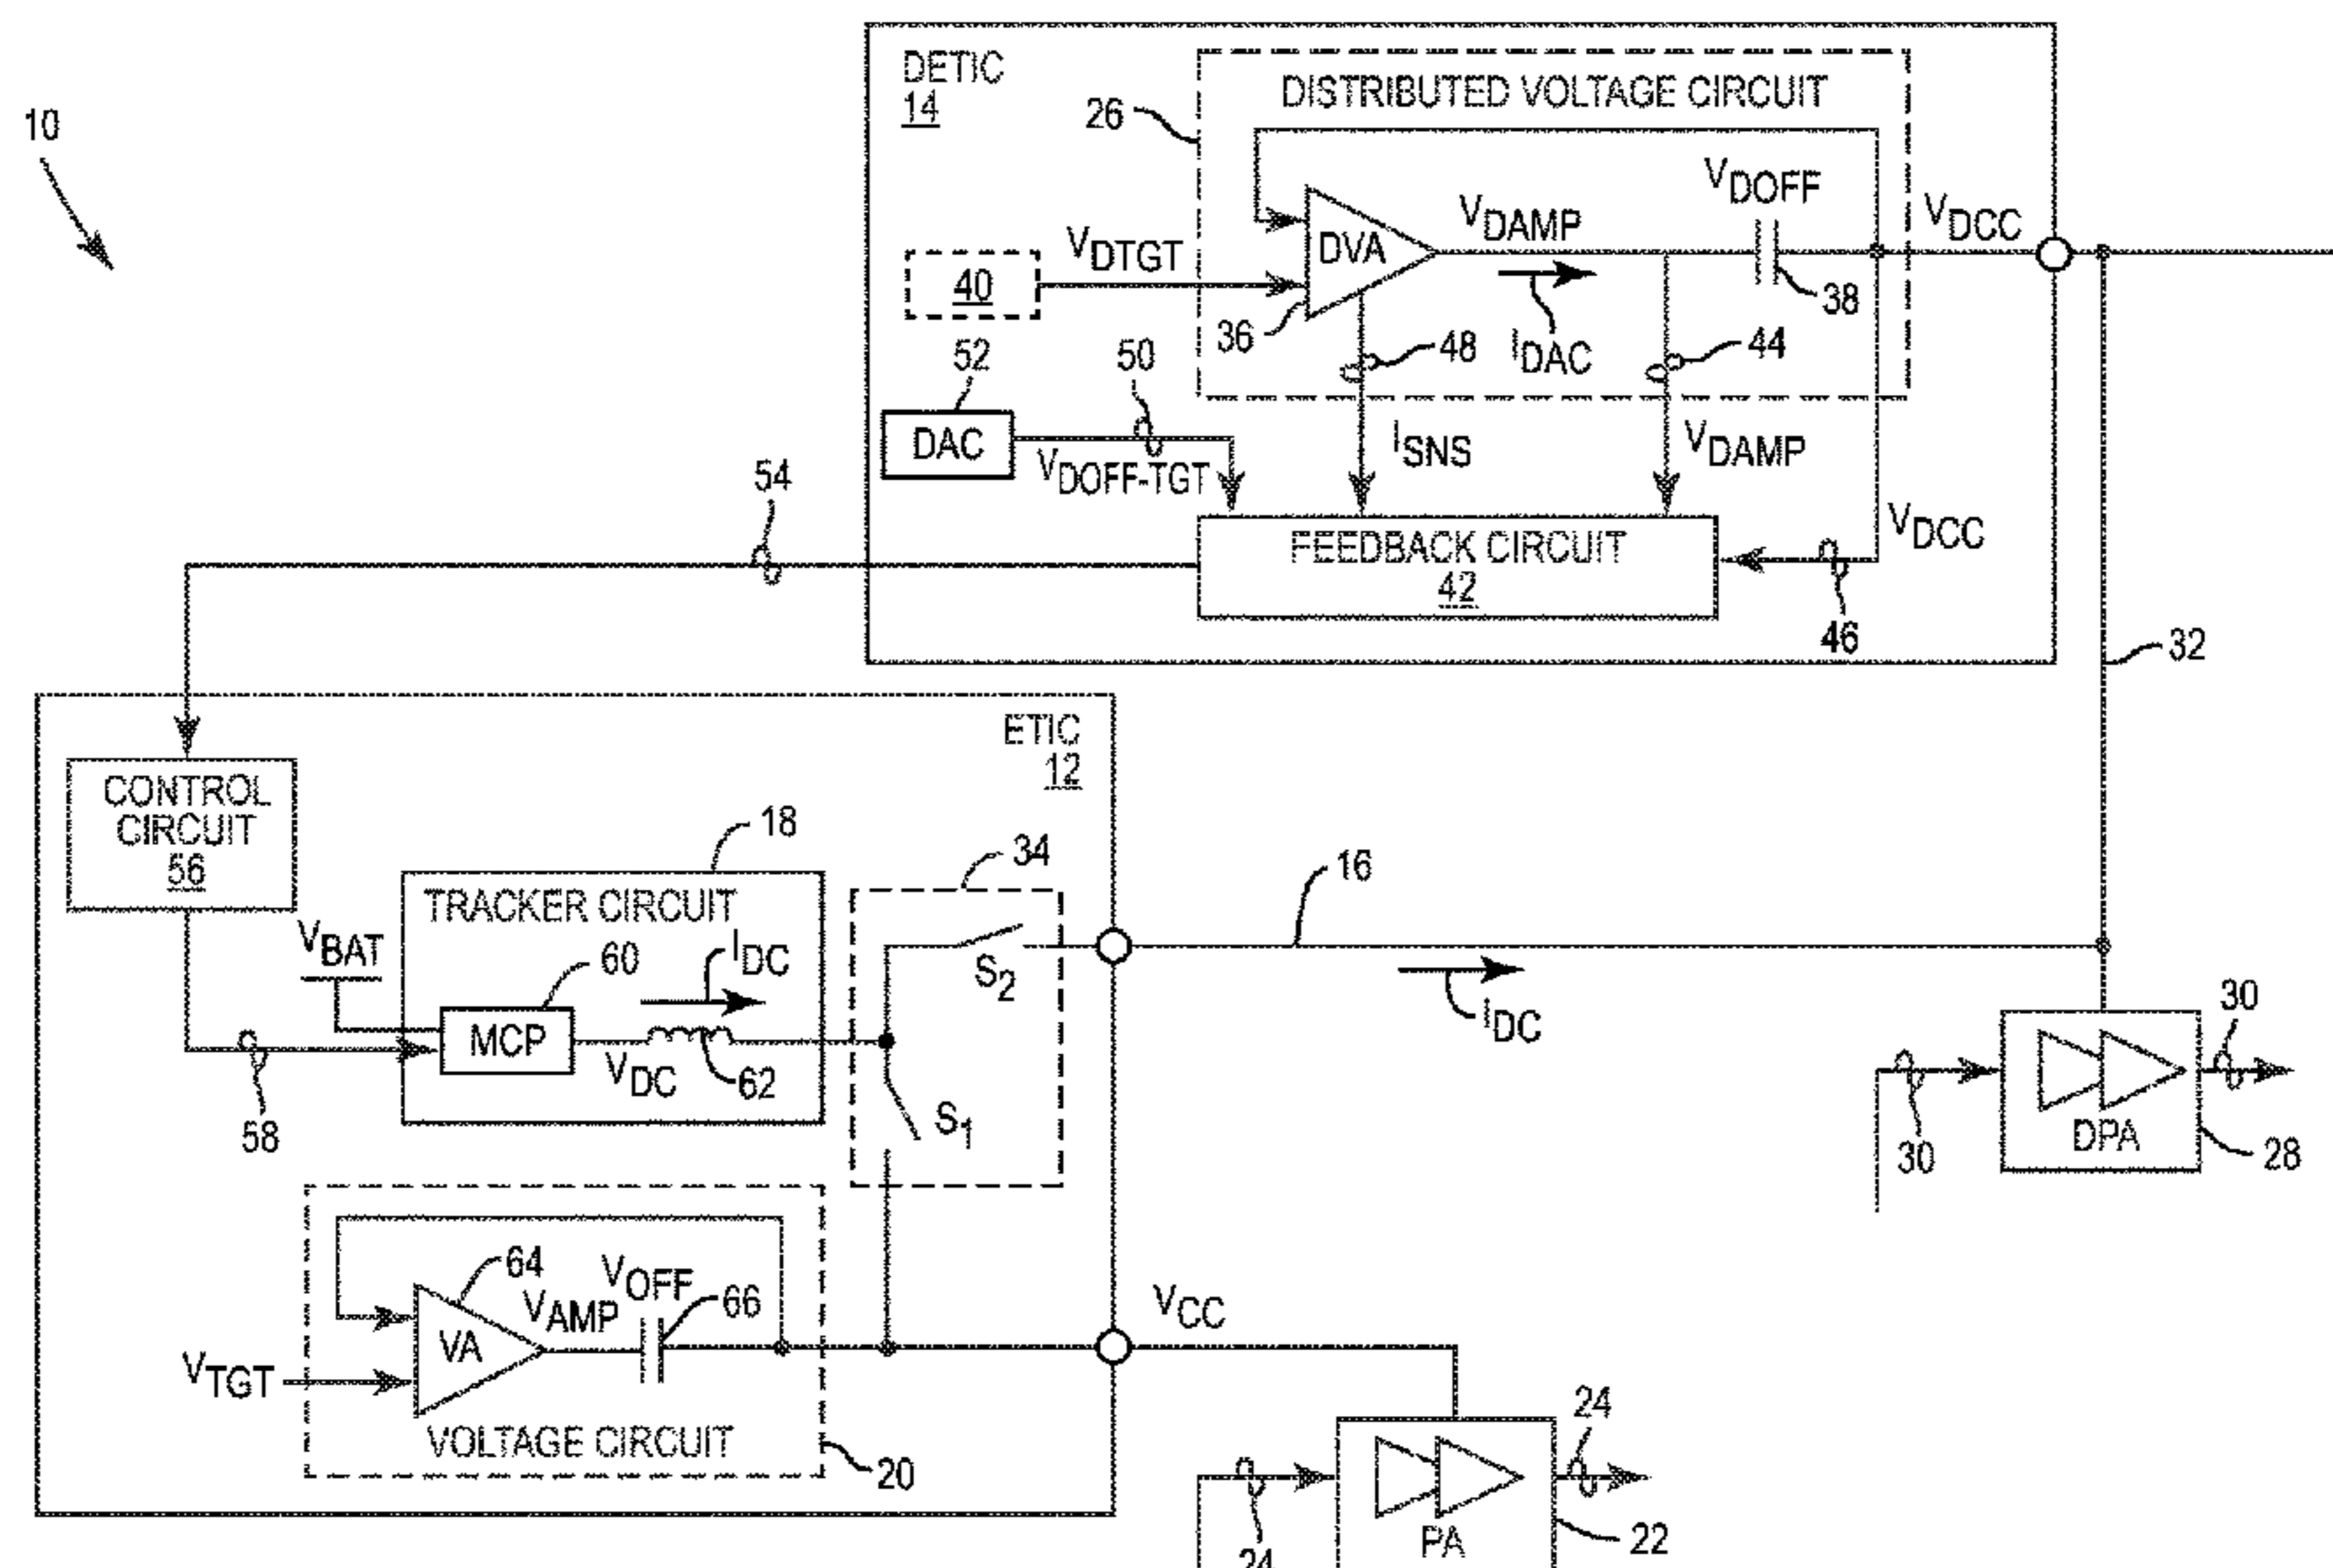 10
DETIC
14
DISTRIBUTED VOLTAGE CIRCUIT
26
VDOFF
VDCC
VDAMP
VDTGT
DVA
40
36
38
48
IDAC
44
52
50
DAC
VDOFF-TGT
ISNS
VDAMP
54
VDCC
FEEDBACK CIRCUIT
42
46
32
ETIC
12
CONTROL
CIRCUIT
56
18
34
16
TRACKER CIRCUIT
VBAT
60
IDC
S2
MCP
IDC
30
VDC
62
58
S1
30
DPA
28
64
VOFF
VAMP
66
VCC
VA
VTGT
VOLTAGE CIRCUIT
20
24
24
PA
22